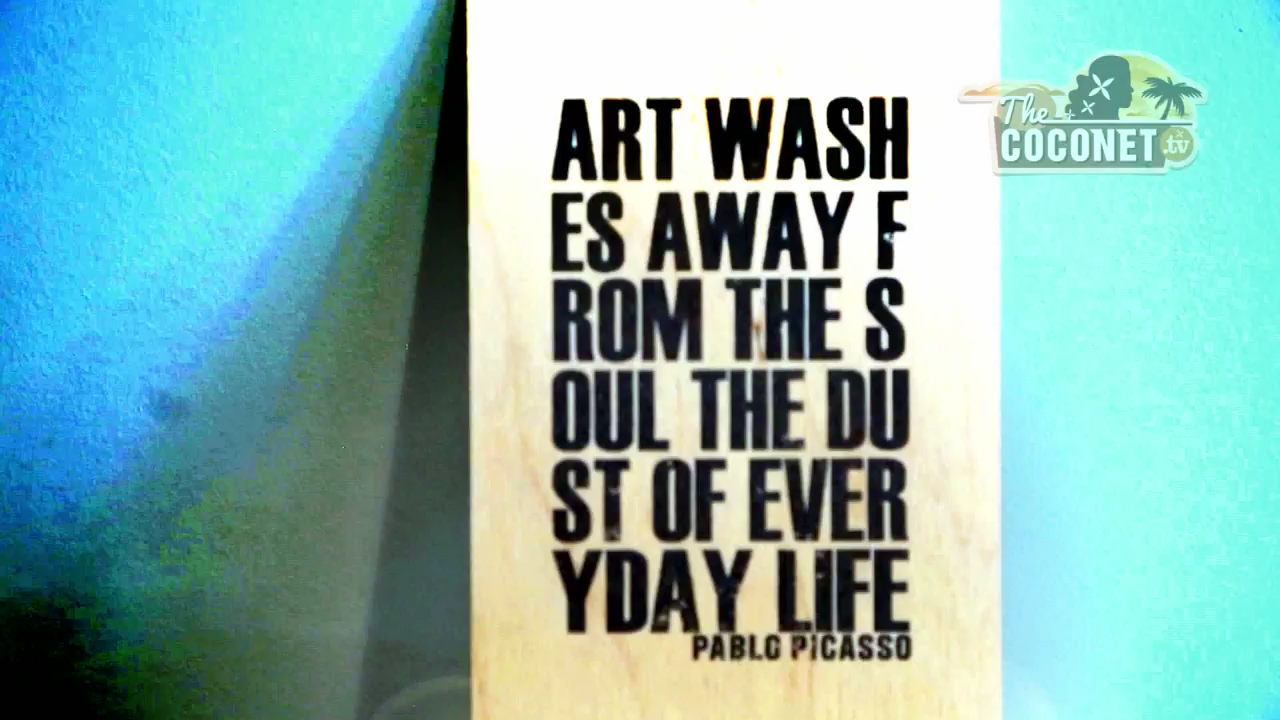 ART WASH
ES AWAY F
ROM THE S
OUL THE DU
ST OF EVER
YDAY LIFE
PABLO PICASSO
The
COCONET.tv